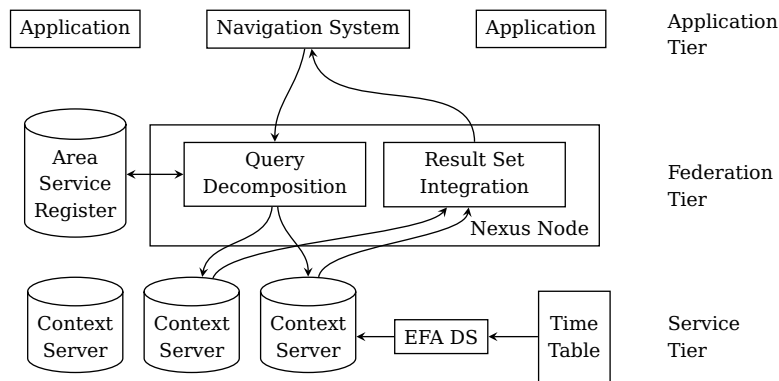 Application
Navigation System
Application
Application
Tier
Area
Service
Register
Query
Decomposition
Result Set
Integration
Nexus Node
Federation
Tier
Context
Server
Context
Server
Context
Server
EFA DS
Time
Table
Service
Tier